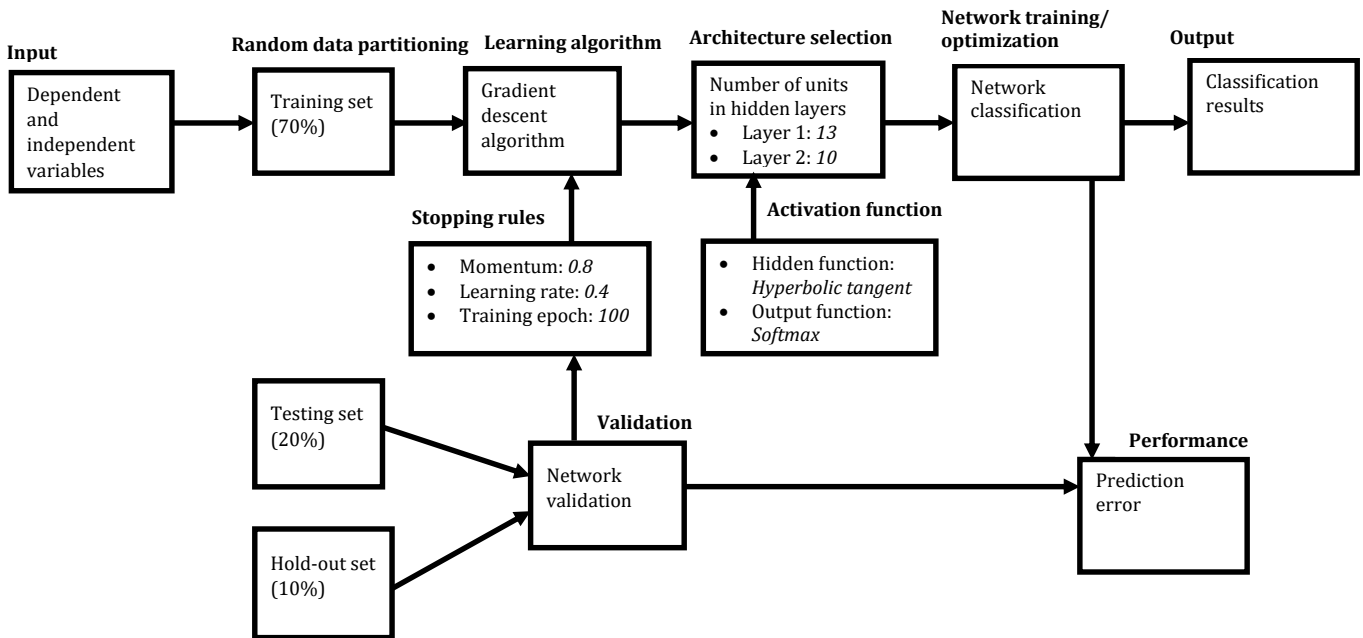 Input
Dependent
and
independent
variables
Random data partitioning
Training set
(70%)
Learning algorithm
Gradient
descent
algorithm
Architecture selection
Number of units
in hidden layers
• Layer 1: 13
• Layer 2: 10
Network training/
optimization
Network
classification
Output
Classification
results
Stopping rules
• Momentum: 0.8
• Learning rate: 0.4
• Training epoch: 100
Activation function
• Hidden function:
Hyperbolic tangent
• Output function:
Softmax
Testing set
(20%)
Hold-out set
(10%)
Validation
Network
validation
Performance
Prediction
error